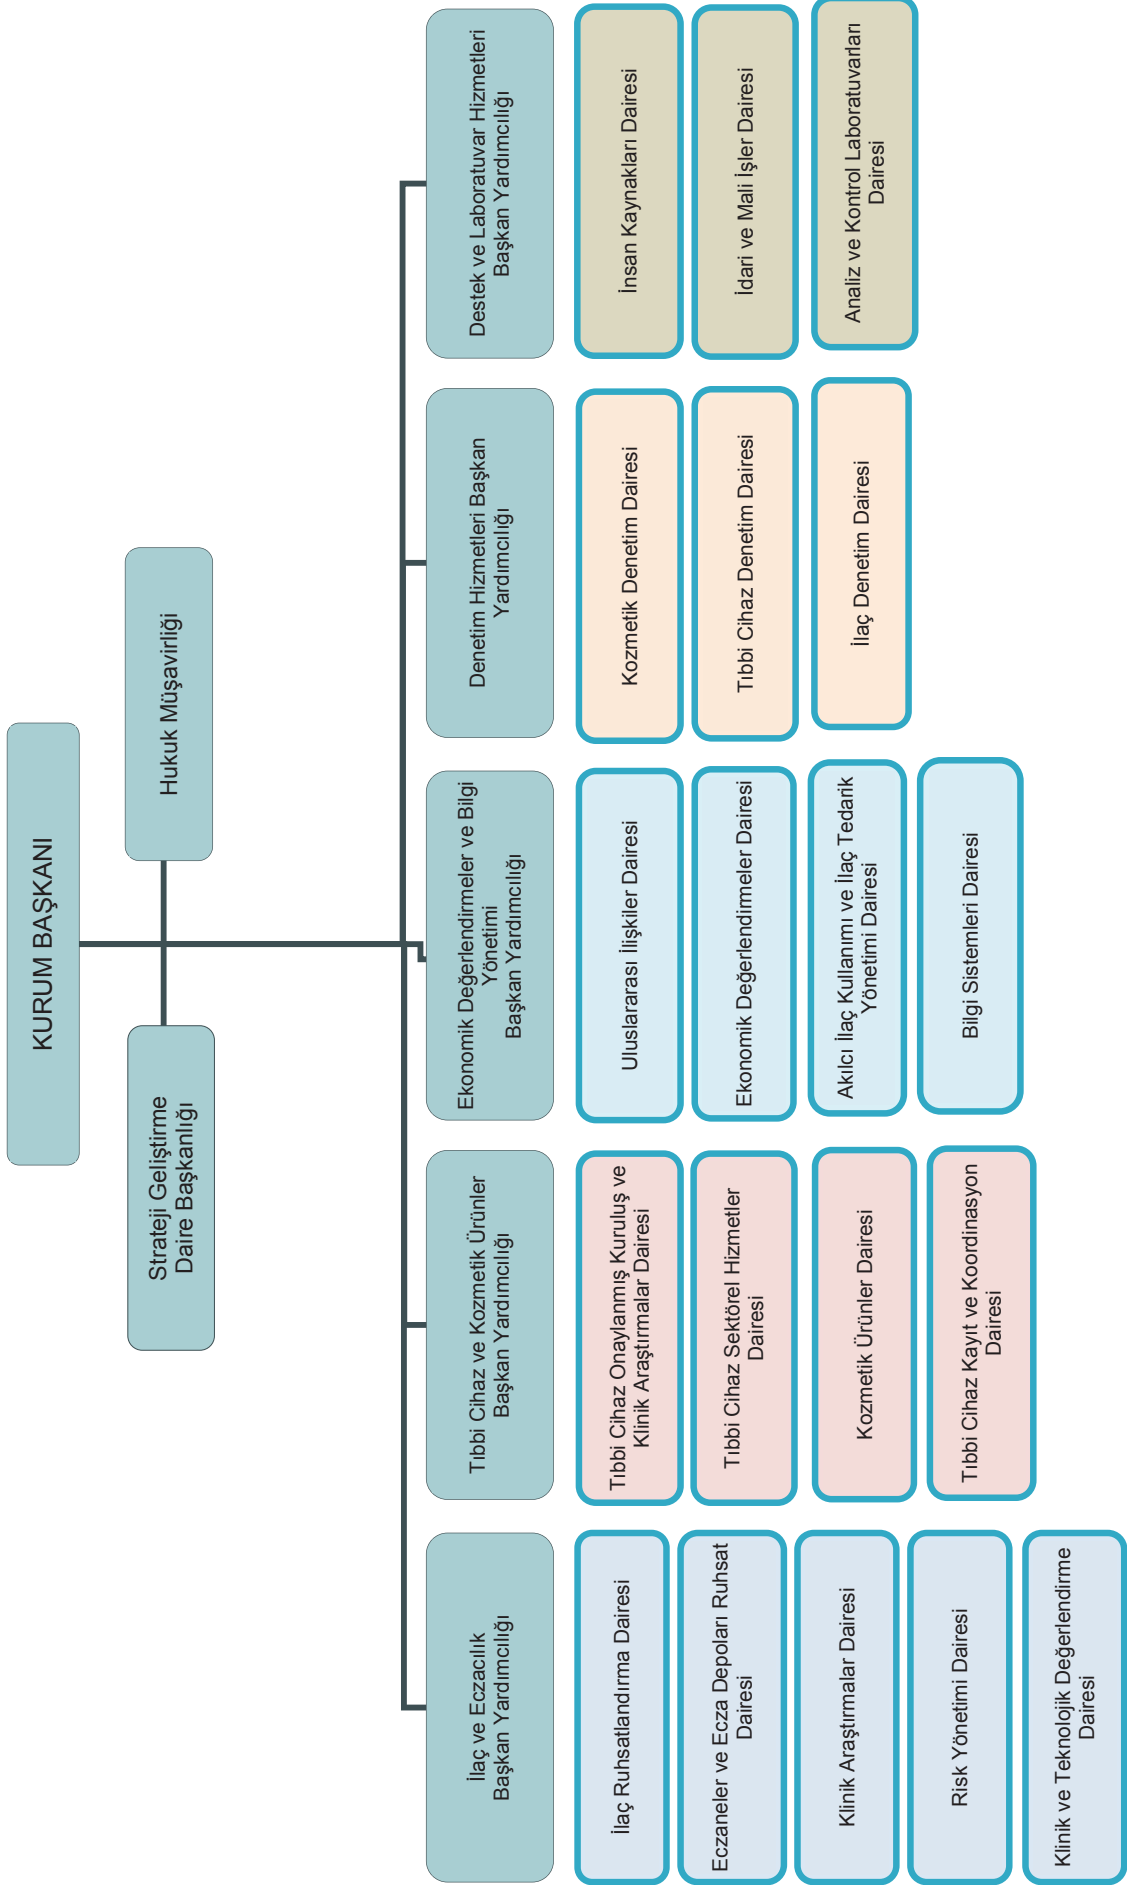 KURUM BAŞKANI
Strateji Geliştirme
Daire Başkanlığı
Hukuk Müşavirliği
İlaç ve Eczacılık
Başkan Yardımcılığı
İlaç Ruhsatlandırma Dairesi
Eczaneler ve Ecza Depoları Ruhsat
Dairesi
Klinik Araştırmalar Dairesi
Risk Yönetimi Dairesi
Klinik ve Teknolojik Değerlendirme
Dairesi
Tıbbi Cihaz ve Kozmetik Ürünler
Başkan Yardımcılığı
Tıbbi Cihaz Onaylanmış Kuruluş ve
Klinik Araştırmalar Dairesi
Tıbbi Cihaz Sektörel Hizmetler
Dairesi
Kozmetik Ürünler Dairesi
Tıbbi Cihaz Kayıt ve Koordinasyon
Dairesi
Ekonomik Değerlendirmeler ve Bilgi
Yönetimi
Başkan Yardımcılığı
Uluslararası İlişkiler Dairesi
Ekonomik Değerlendirmeler Dairesi
Akılcı İlaç Kullanımı ve İlaç Tedarik
Yönetimi Dairesi
Bilgi Sistemleri Dairesi
Denetim Hizmetleri Başkan
Yardımcılığı
Kozmetik Denetim Dairesi
Tıbbi Cihaz Denetim Dairesi
İlaç Denetim Dairesi
Destek ve Laboratuvar Hizmetleri
Başkan Yardımcılığı
İnsan Kaynakları Dairesi
İdari ve Mali İşler Dairesi
Analiz ve Kontrol Laboratuvarları
Dairesi